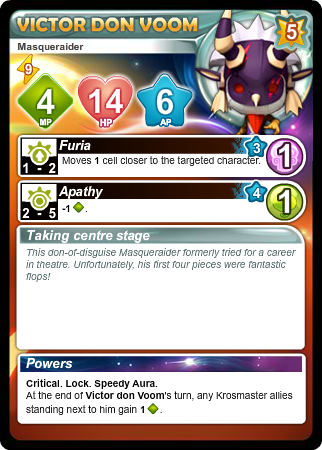 VICTOR DON VOOM
5
Masqueraider
9
4
MP
14
HP
6
AP
Furia
3
Moves 1 cell closer to the targeted character.
1 - 2
1
Apathy
4
-1 .
2 - 5
1
Taking centre stage
This don-of-disguise Masqueraider formerly tried for a career
in theatre. Unfortunately, his first four pieces were fantastic
flops!
Powers
Critical. Lock. Speedy Aura.
At the end of Victor don Voom's turn, any Krosmaster allies
standing next to him gain 1 .